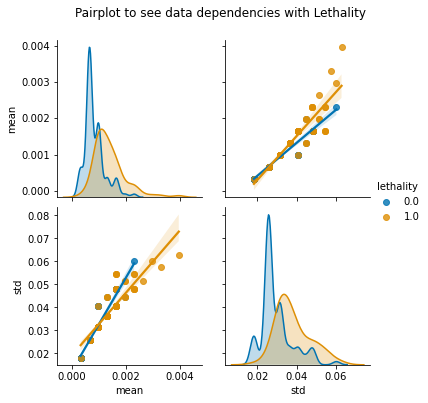 Pairplot to see data dependencies with Lethality
0.004
0.003
0.002
0.001
0.000
mean
lethality
0.0
1.0
0.08
0.07
0.06
0.05
0.04
0.03
0.02
std
0.000 0.002 0.004
mean
0.02 0.04 0.06
std